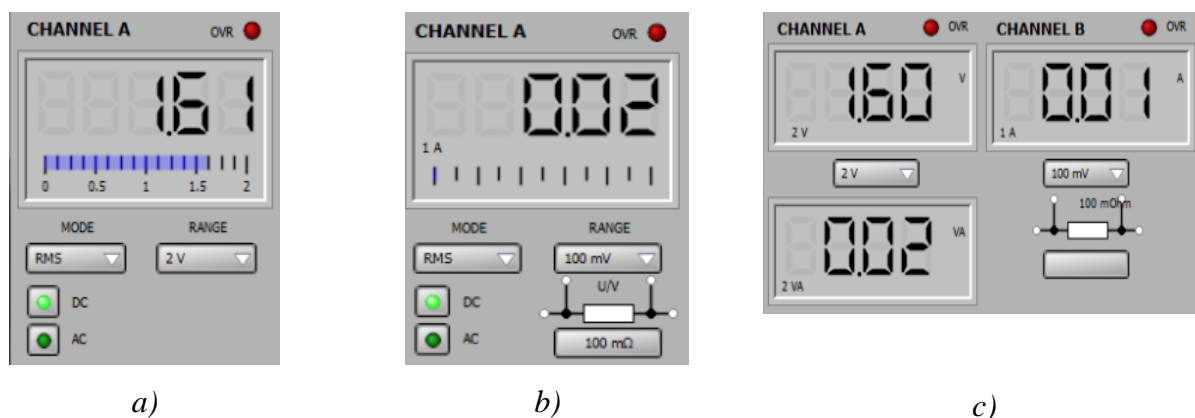 CHANNEL A OVR
1.61
0 0.5 1 1.5 2
MODE RANGE
RMS 2 V
DC
AC
a)
CHANNEL A OVR
0.02
1 A
MODE RANGE
RMS 100 mV
U/V
DC
AC 100 mΩ
b)
CHANNEL A OVR
1.60 V
2 V
2 V
0.02 VA
2 VA
CHANNEL B OVR
0.01 A
1 A
100 mV
100 mOhm
c)